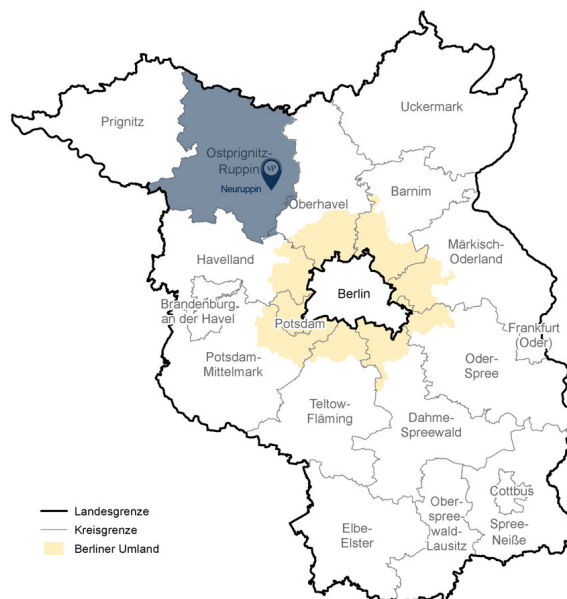 Uckermark
Prignitz
Ostprignitz-
Ruppin
VP
Neuruppin
Oberhavel
Barnim
Märkisch-
Oderland
Havelland
Berlin
Brandenburg
an der Havel
Potsdam
Frankfurt
(Oder)
Potsdam-
Mittelmark
Oder-
Spree
Teltow-
Fläming
Dahme-
Spreewald
Cottbus
Spree-
Neiße
Ober-
spree-
wald-
Lausitz
Elbe-
Elster
Landesgrenze
Kreisgrenze
Berliner Umland